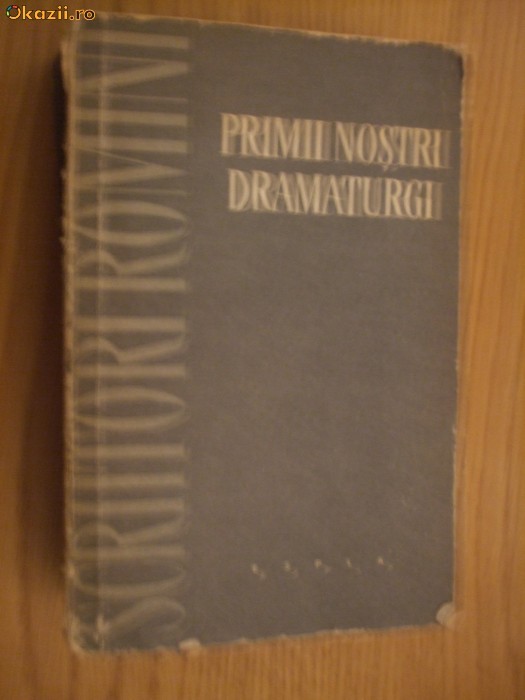 Okazii.ro
PRIMII NOȘTRI
DRAMATURGI
SCRIITORI ROMÎNI
E. S. P. L. A.